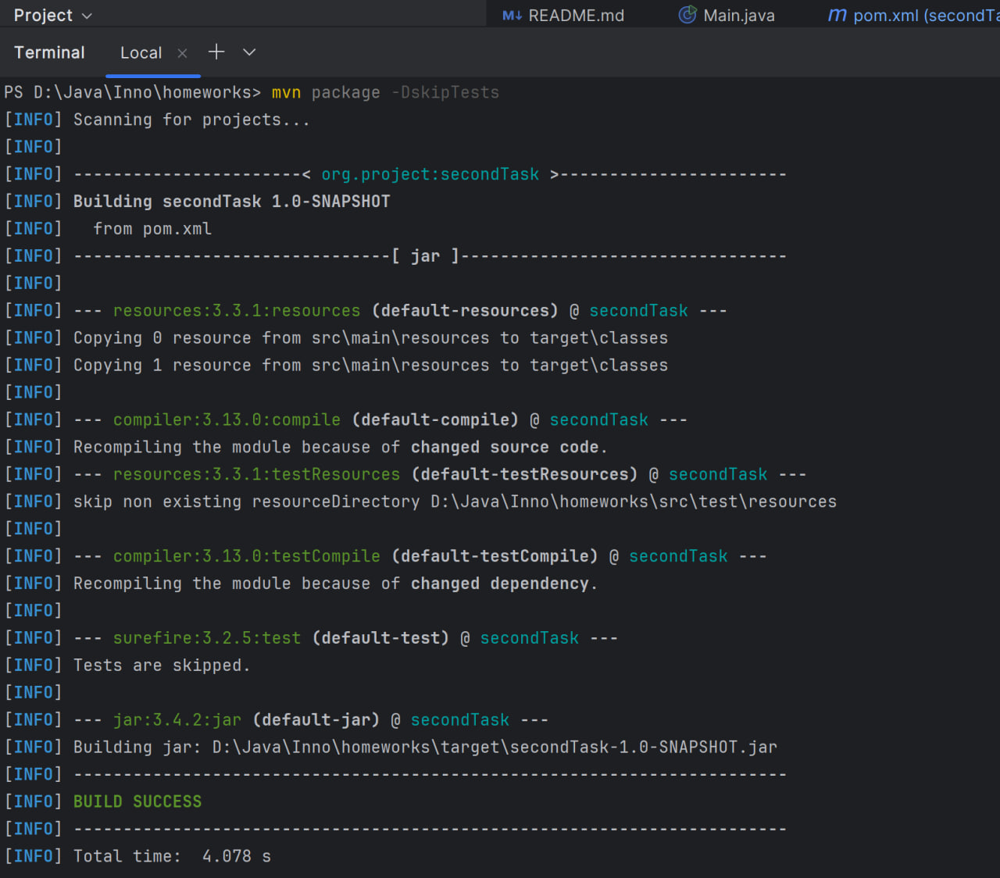 Project
README.md
Main.java
m pom.xml (secondTa
Terminal
Local
PS D:\Java\Inno\homeworks> mvn package -DskipTests
[INFO] Scanning for projects...
[INFO]
[INFO] -----------------------< org.project:secondTask >-----------------------
[INFO] Building secondTask 1.0-SNAPSHOT
[INFO]   from pom.xml
[INFO] --------------------------------[ jar ]---------------------------------
[INFO]
[INFO] --- resources:3.3.1:resources (default-resources) @ secondTask ---
[INFO] Copying 0 resource from src\main\resources to target\classes
[INFO] Copying 1 resource from src\main\resources to target\classes
[INFO]
[INFO] --- compiler:3.13.0:compile (default-compile) @ secondTask ---
[INFO] Recompiling the module because of changed source code.
[INFO] --- resources:3.3.1:testResources (default-testResources) @ secondTask ---
[INFO] skip non existing resourceDirectory D:\Java\Inno\homeworks\src\test\resources
[INFO]
[INFO] --- compiler:3.13.0:testCompile (default-testCompile) @ secondTask ---
[INFO] Recompiling the module because of changed dependency.
[INFO]
[INFO] --- surefire:3.2.5:test (default-test) @ secondTask ---
[INFO] Tests are skipped.
[INFO]
[INFO] --- jar:3.4.2:jar (default-jar) @ secondTask ---
[INFO] Building jar: D:\Java\Inno\homeworks\target\secondTask-1.0-SNAPSHOT.jar
[INFO] ------------------------------------------------------------------------
[INFO] BUILD SUCCESS
[INFO] ------------------------------------------------------------------------
[INFO] Total time:  4.078 s